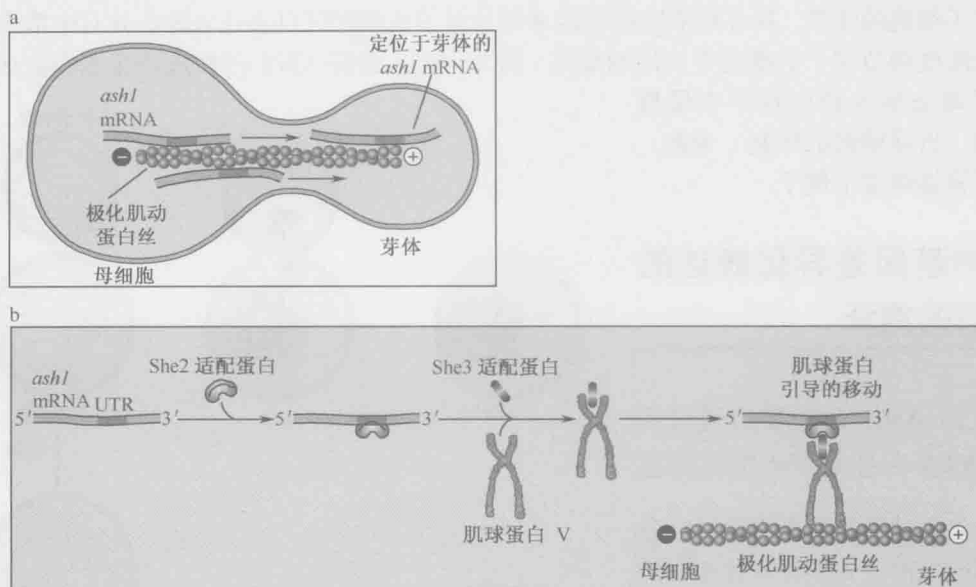 a
定位于芽体的
ash1 mRNA
ash1
mRNA
−
+
极化肌动
蛋白丝
芽体
母细胞
b
She2 适配蛋白
She3 适配蛋白
肌球蛋白
引导的移动
ash1
mRNA UTR
5′
3′
5′
3′
5′
3′
肌球蛋白 V
−
+
母细胞
极化肌动蛋白丝
芽体